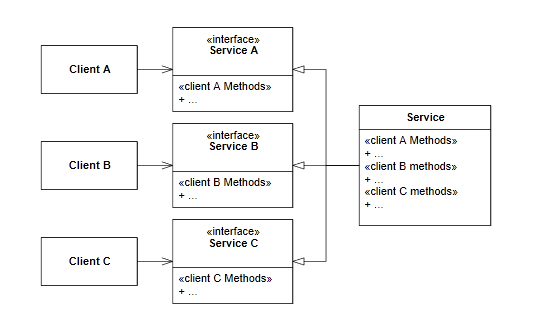 Client A
«interface»
Service A
«client A Methods»
+ ...
Client B
«interface»
Service B
«client B Methods»
+ ...
Client C
«interface»
Service C
«client C Methods»
+ ...
Service
«client A Methods»
+ ...
«client B methods»
+ ...
«client C methods»
+ ...